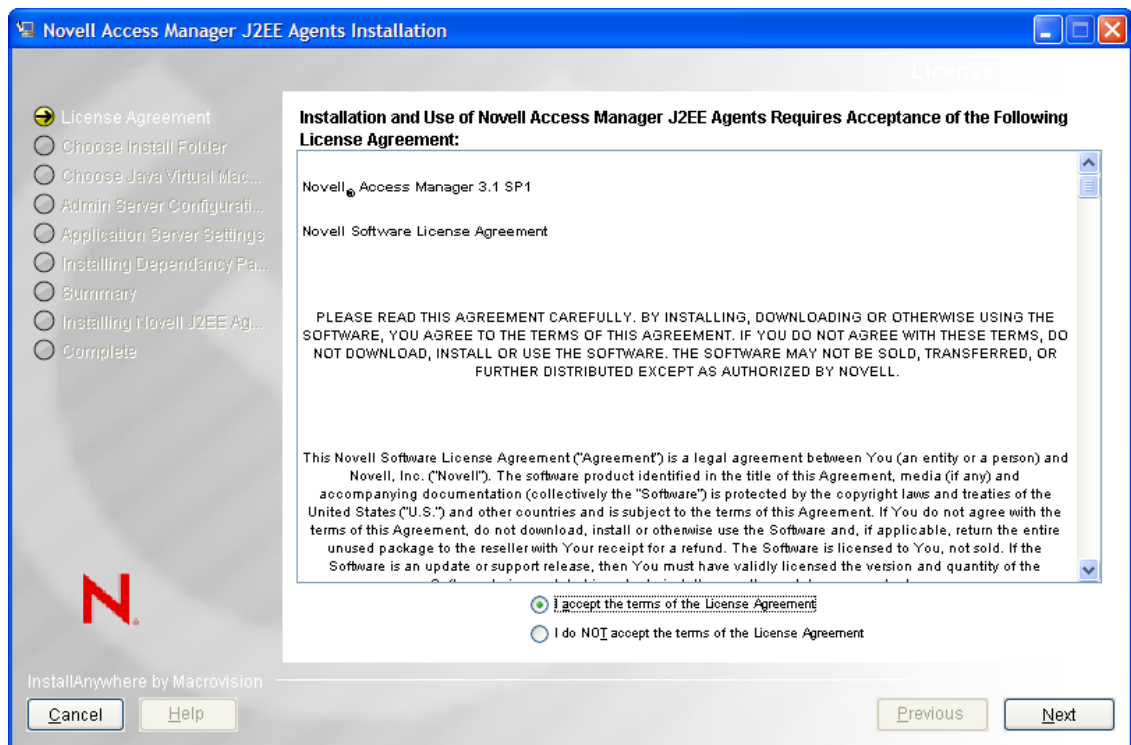 Novell Access Manager J2EE Agents Installation
License
License Agreement
Choose Install Folder
Choose Java Virtual Mac...
Admin Server Configurati...
Application Server Settings
Installing Dependancy Pa...
Summary
Installing Novell J2EE Ag...
Complete
Installation and Use of Novell Access Manager J2EE Agents Requires Acceptance of the Following
License Agreement:
Novell® Access Manager 3.1 SP1
Novell Software License Agreement
PLEASE READ THIS AGREEMENT CAREFULLY. BY INSTALLING, DOWNLOADING OR OTHERWISE USING THE
SOFTWARE, YOU AGREE TO THE TERMS OF THIS AGREEMENT. IF YOU DO NOT AGREE WITH THESE TERMS, DO
NOT DOWNLOAD, INSTALL OR USE THE SOFTWARE. THE SOFTWARE MAY NOT BE SOLD, TRANSFERRED, OR
FURTHER DISTRIBUTED EXCEPT AS AUTHORIZED BY NOVELL.
This Novell Software License Agreement ("Agreement") is a legal agreement between You (an entity or a person) and
Novell, Inc. ("Novell"). The software product identified in the title of this Agreement, media (if any) and
accompanying documentation (collectively the "Software") is protected by the copyright laws and treaties of the
United States ("U.S.") and other countries and is subject to the terms of this Agreement. If You do not agree with the
terms of this Agreement, do not download, install or otherwise use the Software and, if applicable, return the entire
unused package to the reseller with Your receipt for a refund. The Software is licensed to You, not sold. If the
Software is an update or support release, then You must have validly licensed the version and quantity of the
I accept the terms of the License Agreement
I do NOT accept the terms of the License Agreement
N.
InstallAnywhere by Macrovision
Cancel
Help
Previous
Next